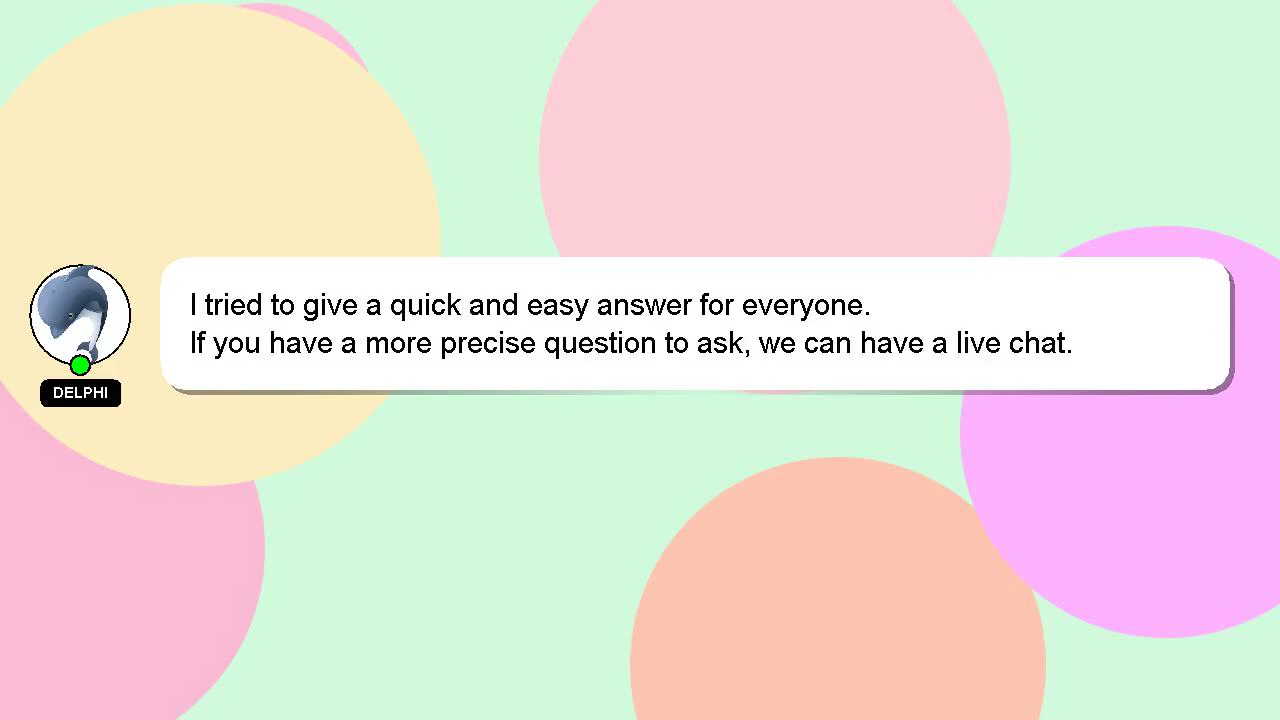 I tried to give a quick and easy answer for everyone.
If you have a more precise question to ask, we can have a live chat.
DELPHI